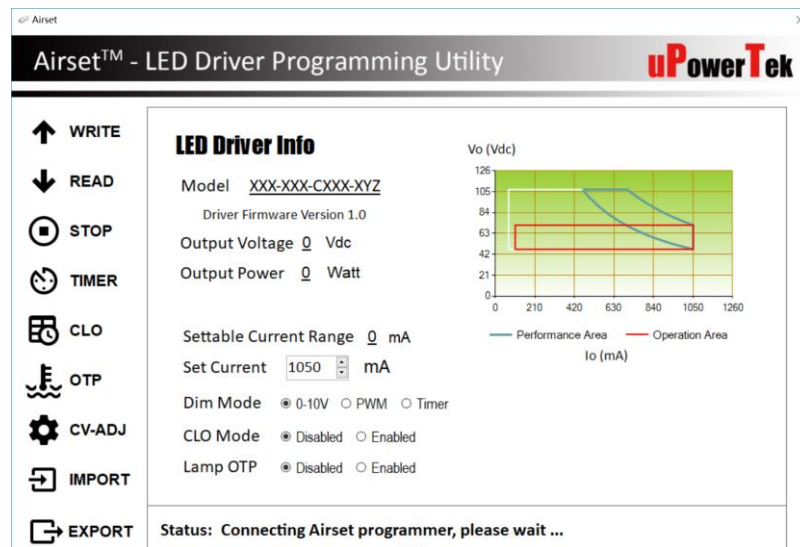 Airset
Airset™ - LED Driver Programming Utility
uPowerTek
WRITE
READ
STOP
TIMER
CLO
OTP
CV-ADJ
IMPORT
EXPORT
LED Driver Info
Model XXX-XXX-CXXX-XYZ
Driver Firmware Version 1.0
Output Voltage 0 Vdc
Output Power 0 Watt
Settable Current Range 0 mA
Set Current 1050 mA
Dim Mode 0-10V PWM Timer
CLO Mode Disabled Enabled
Lamp OTP Disabled Enabled
Vo (Vdc)
126
105
84
63
42
21
0
0 210 420 630 840 1050 1260
Performance Area Operation Area
Io (mA)
Status: Connecting Airset programmer, please wait ...